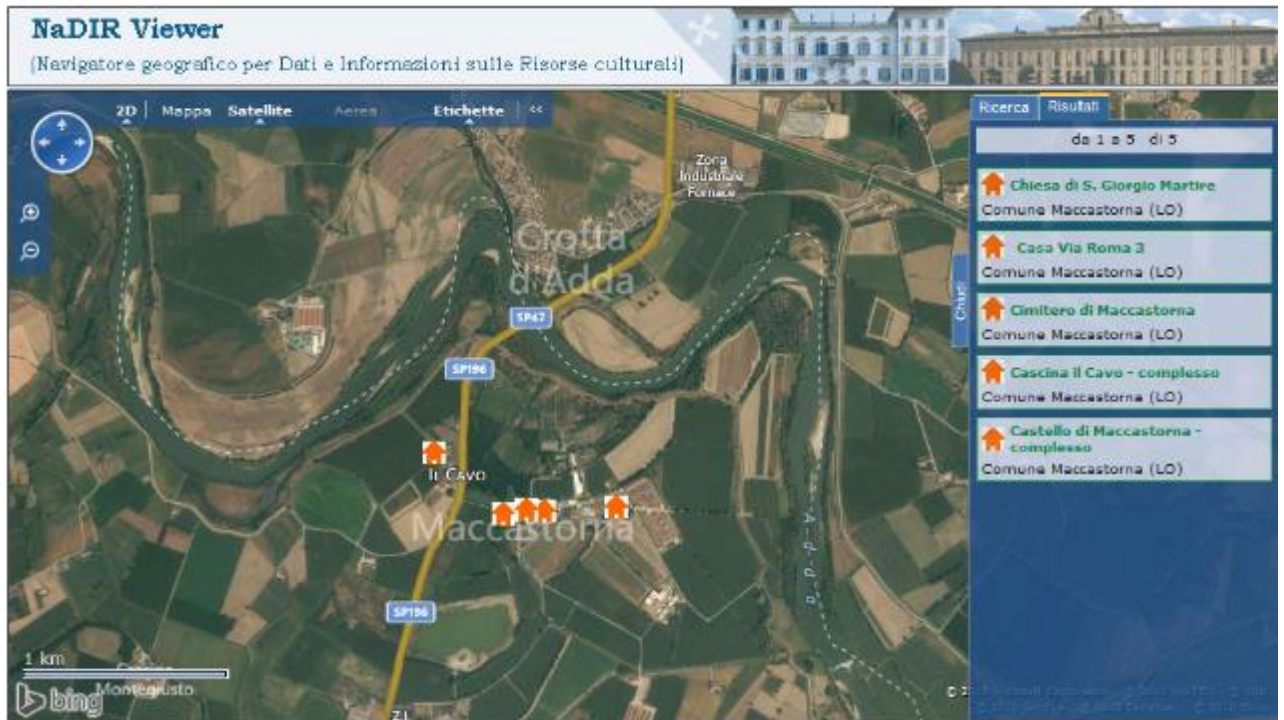 NaDIR Viewer
(Navigatore geografico per Dati e Informazioni sulle Risorse culturali)
2D Mappa Satellite Aerea Etichette <<
Ricerca Risultati
da 1 a 5 di 5
Chiesa di S. Giorgio Martire
Comune Maccastorna (LO)
Casa Via Roma 3
Comune Maccastorna (LO)
Cimitero di Maccastorna
Comune Maccastorna (LO)
Cascina il Cavo - complesso
Comune Maccastorna (LO)
Castello di Maccastorna -
complesso
Comune Maccastorna (LO)
Chiudi
Zona
Industriale
Fornace
Crotta
d'Adda
SP47
SP196
Il Cavo
Maccastorna
Adda
SP196
1 km
Montegiusto
bing